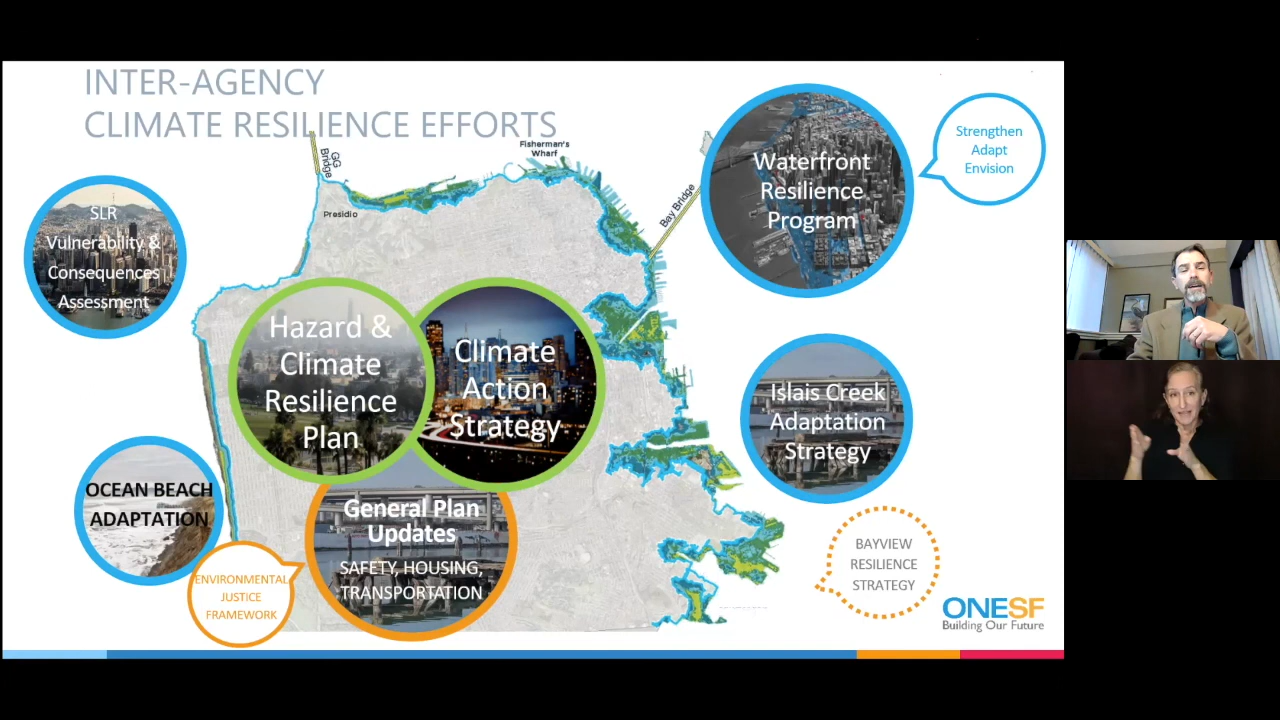 INTER-AGENCY
CLIMATE RESILIENCE EFFORTS
GG
Bridge
Fisherman's
Wharf
Presidio
Bay Bridge
SLR
Vulnerability &
Consequences
Assessment
Waterfront
Resilience
Program
Strengthen
Adapt
Envision
Hazard &
Climate
Resilience
Plan
Climate
Action
Strategy
Islais Creek
Adaptation
Strategy
OCEAN BEACH
ADAPTATION
General Plan
Updates
SAFETY, HOUSING,
TRANSPORTATION
ENVIRONMENTAL
JUSTICE
FRAMEWORK
BAYVIEW
RESILIENCE
STRATEGY
ONESF
Building Our Future